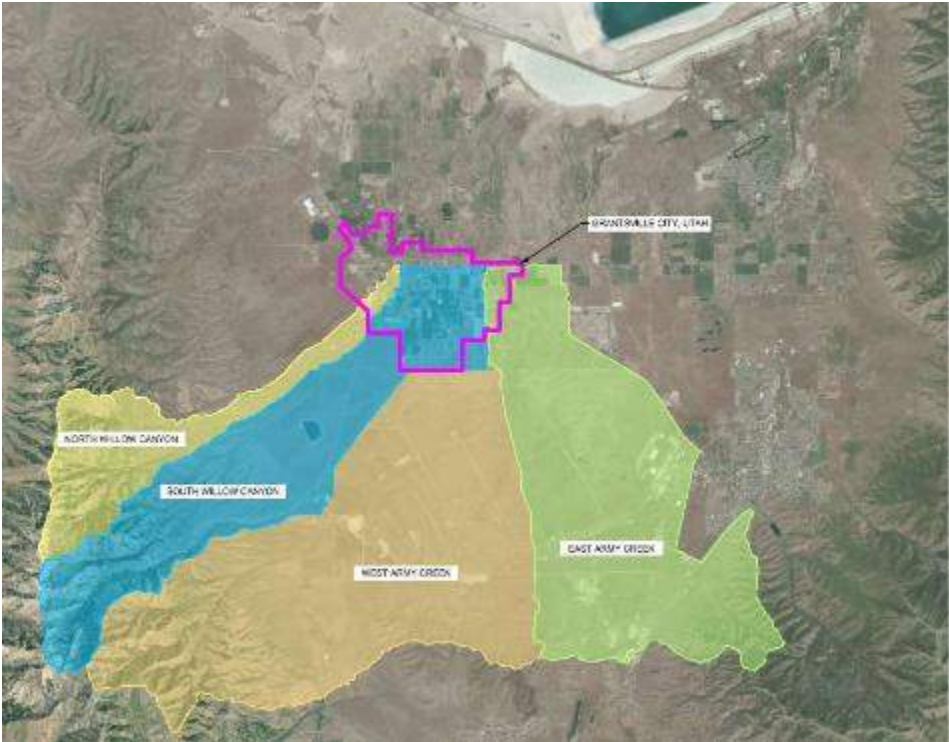 GRANTSVILLE CITY, UTAH
NORTH WILLOW CANYON
SOUTH WILLOW CANYON
EAST ARMY CREEK
WEST ARMY CREEK